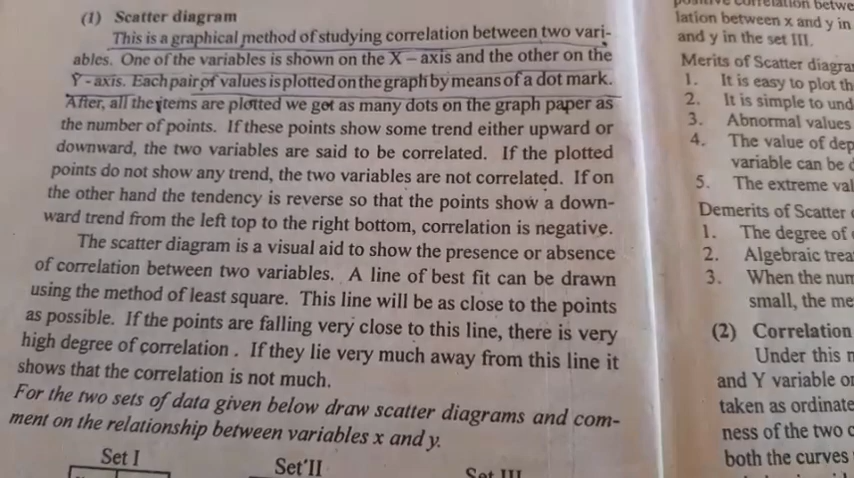 (1) Scatter diagram
This is a graphical method of studying correlation between two vari-
ables. One of the variables is shown on the X – axis and the other on the
Y - axis. Each pair of values is plotted on the graph by means of a dot mark.
After, all the items are plotted we get as many dots on the graph paper as
the number of points. If these points show some trend either upward or
downward, the two variables are said to be correlated. If the plotted
points do not show any trend, the two variables are not correlated. If on
the other hand the tendency is reverse so that the points show a down-
ward trend from the left top to the right bottom, correlation is negative.
The scatter diagram is a visual aid to show the presence or absence
of correlation between two variables. A line of best fit can be drawn
using the method of least square. This line will be as close to the points
as possible. If the points are falling very close to this line, there is very
high degree of correlation . If they lie very much away from this line it
shows that the correlation is not much.
For the two sets of data given below draw scatter diagrams and com-
ment on the relationship between variables x and y.
Set I
Set II
Set III
lation between x and y in
and y in the set III.
Merits of Scatter
1. It is easy to plot
2. It is simple to
3. Abnormal values
4. The value of
variable can be
5. The extreme
Demerits of Scatter
1. The degree of
2. Algebraic
3. When the
small, the
(2) Correlation
Under this
and Y variable
taken as ordinate
ness of the two
both the curves